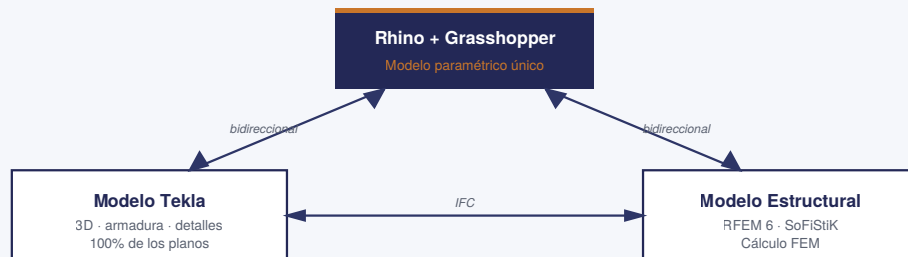 Rhino + Grasshopper
Modelo paramétrico único
bidireccional
bidireccional
Modelo Tekla
3D · armadura · detalles
100% de los planos
IFC
Modelo Estructural
RFEM 6 · SoFiStiK
Cálculo FEM